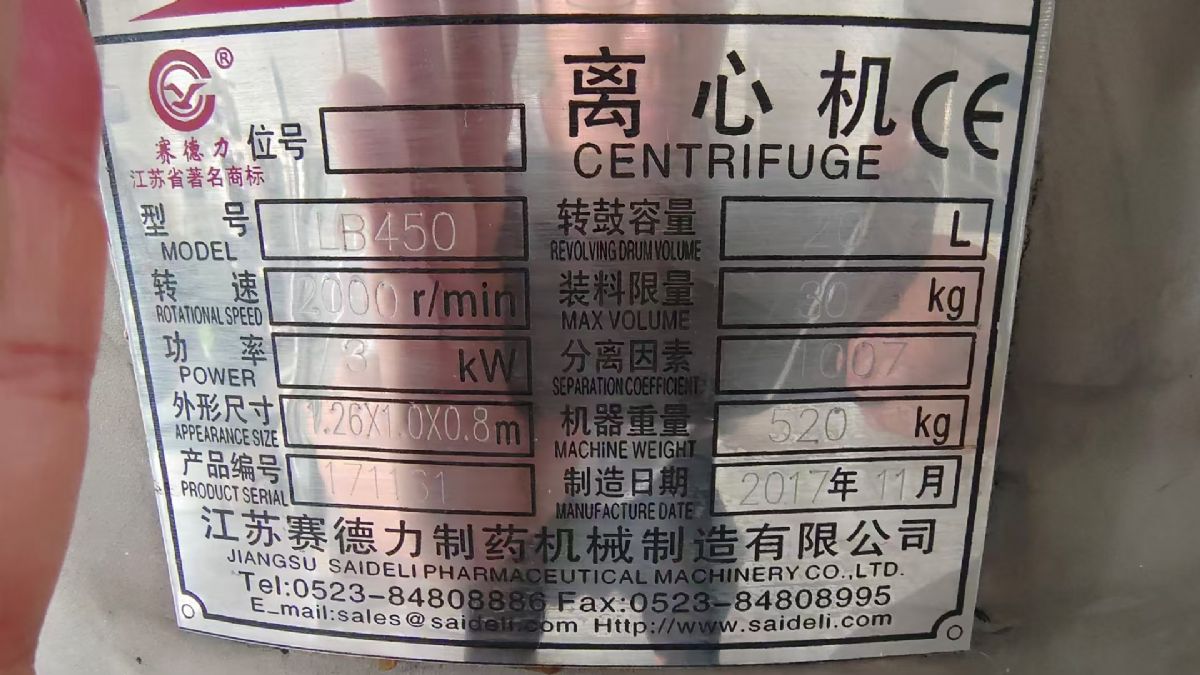 ®
离心机 CE
赛德力 位号
CENTRIFUGE
江苏省著名商标
型号 LB450 转鼓容量 L
MODEL REVOLVING DRUM VOLUME
转速 2000 r/min 装料限量 30 kg
ROTATIONAL SPEED MAX VOLUME
功率 3 kW 分离因素 1007
POWER SEPARATION COEFFICIENT
外形尺寸 1.26X1.0X0.8 m 机器重量 520 kg
APPEARANCE SIZE MACHiNE WEIGHT
产品编号 制造日期 2017年11月
PRODUCT SERIAL MANUFACTURE DATE
江苏赛德力制药机械制造有限公司
JIANGSU SAIDELI PHARMACEUTICAL MACHINERY CO.,LTD.
Tel:0523-84808886 Fax:0523-84808995
E_mail:sales@saideli.com Http://www.saideli.com